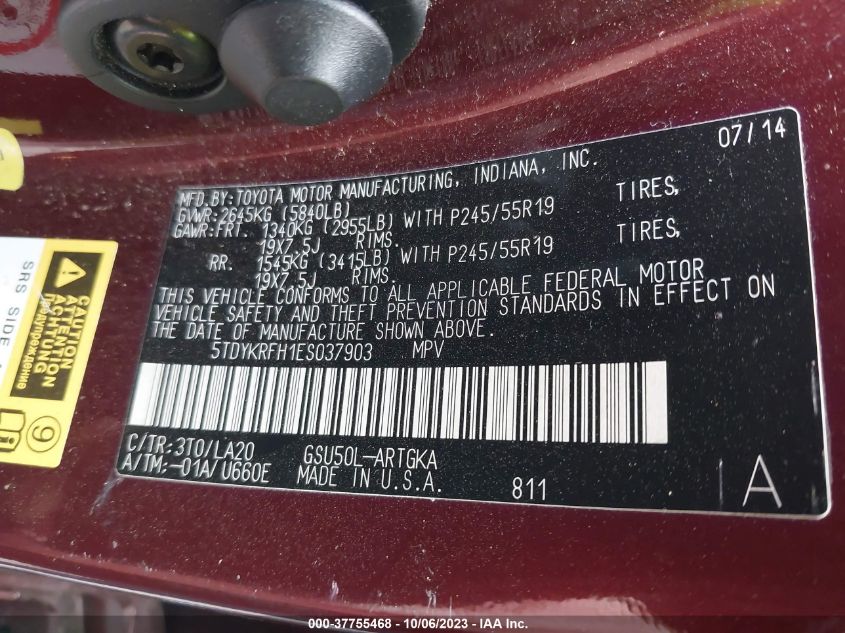 07/14
MFD.BY:TOYOTA MOTOR MANUFACTURING, INDIANA, INC.
GVWR:2645KG (5840LB)
GAWR:FRT. 1340KG (2955LB) WITH P245/55R19 TIRES,
19X7.5J RIMS.
RR. 1545KG (3415LB) WITH P245/55R19 TIRES,
19X7.5J RIMS.
THIS VEHICLE CONFORMS TO ALL APPLICABLE FEDERAL MOTOR
VEHICLE SAFETY AND THEFT PREVENTION STANDARDS IN EFFECT ON
THE DATE OF MANUFACTURE SHOWN ABOVE.
5TDYKRFH1ES037903 MPV
C/TR:3T0/LA20 GSU50L-ARTGKA
A/TM:-01A/U660E MADE IN U.S.A. 811 A
CAUTION
ATTENTION
ACHTUNG
Предупреждение
SRS SIDE
9
000-37755468 - 10/06/2023 - IAA Inc.